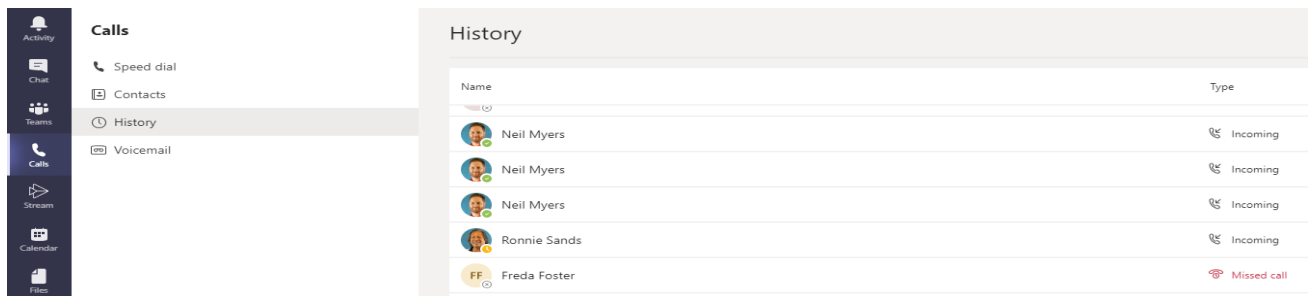 Activity
Chat
Teams
Calls
Stream
Calendar
Files
Calls
Speed dial
Contacts
History
Voicemail
History
Name Type
Neil Myers Incoming
Neil Myers Incoming
Neil Myers Incoming
Ronnie Sands Incoming
FF Freda Foster Missed call